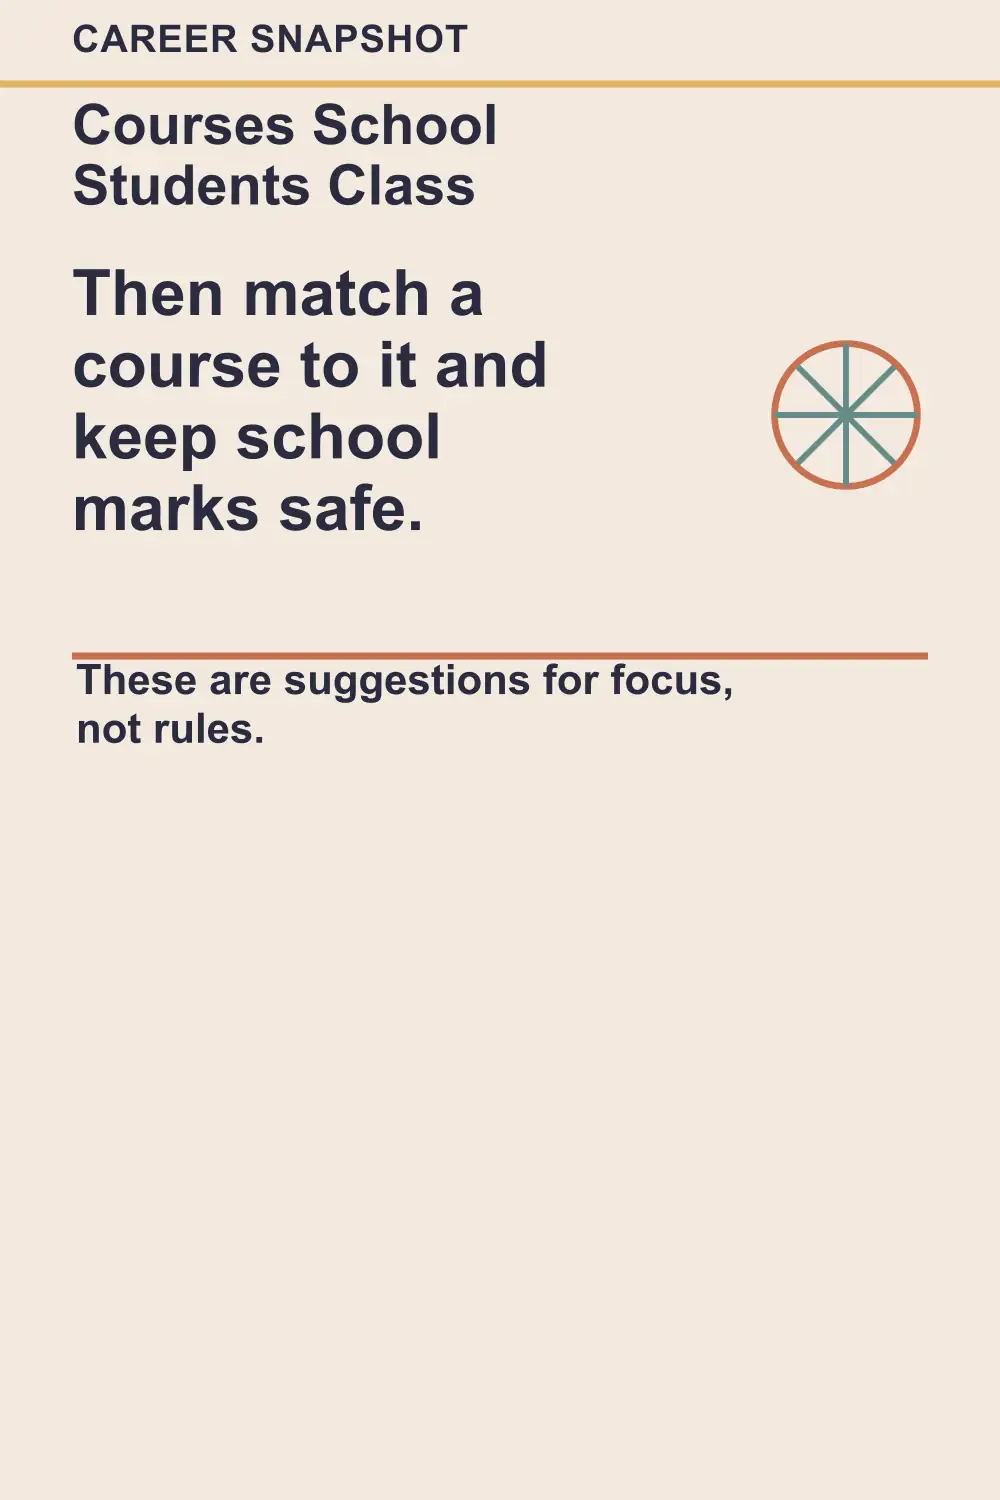 CAREER SNAPSHOT
Courses School
Students Class
Then match a
course to it and
keep school
marks safe.
These are suggestions for focus,
not rules.